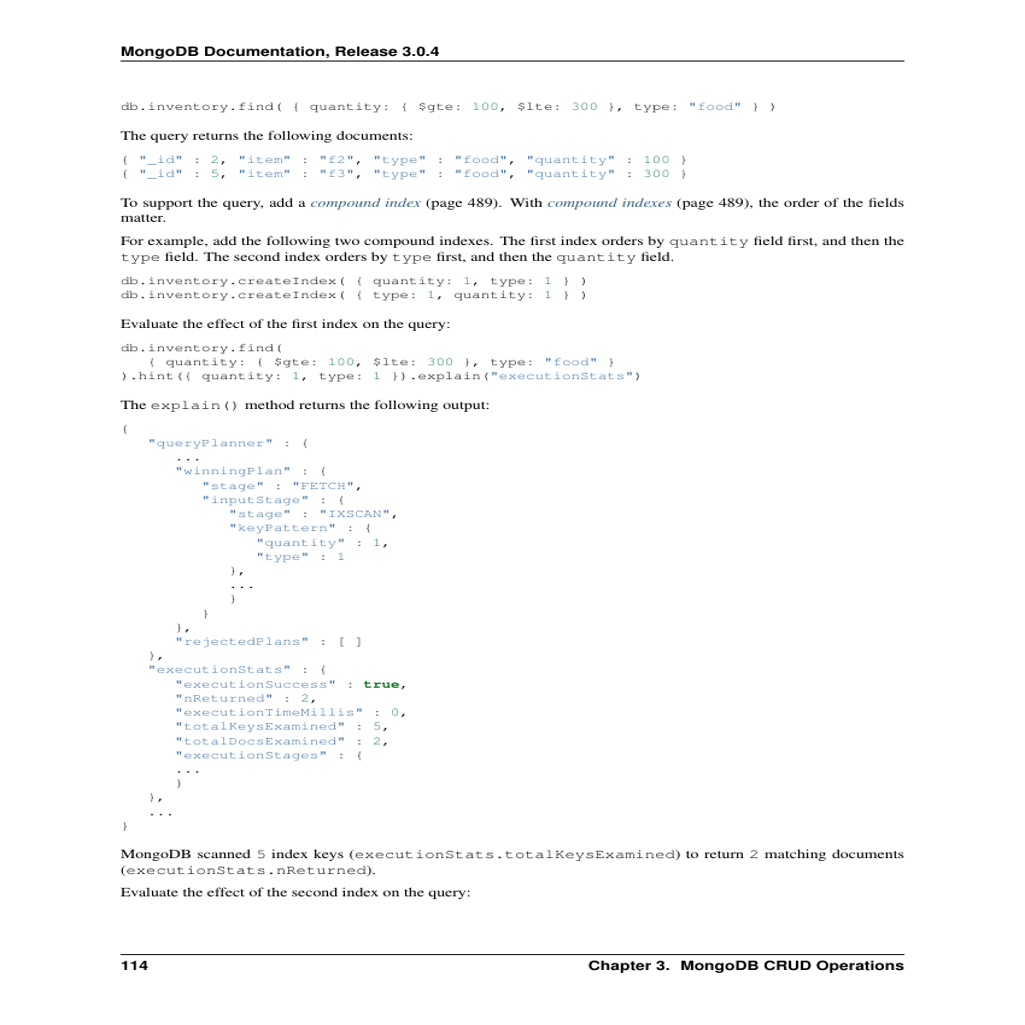 MongoDB Documentation, Release 3.0.4
db.inventory.find( { quantity: { $gte: 100, $lte: 300 }, type: "food" } )
The query returns the following documents:
{ "_id" : 2, "item" : "f2", "type" : "food", "quantity" : 100 }
{ "_id" : 5, "item" : "f3", "type" : "food", "quantity" : 300 }
To support the query, add a compound index (page 489). With compound indexes (page 489), the order of the fields
matter.
For example, add the following two compound indexes. The first index orders by quantity field first, and then the
type field. The second index orders by type first, and then the quantity field.
db.inventory.createIndex( { quantity: 1, type: 1 } )
db.inventory.createIndex( { type: 1, quantity: 1 } )
Evaluate the effect of the first index on the query:
db.inventory.find(
   { quantity: { $gte: 100, $lte: 300 }, type: "food" }
).hint({ quantity: 1, type: 1 }).explain("executionStats")
The explain() method returns the following output:
{
   "queryPlanner" : {
      ...
      "winningPlan" : {
         "stage" : "FETCH",
         "inputStage" : {
            "stage" : "IXSCAN",
            "keyPattern" : {
               "quantity" : 1,
               "type" : 1
            },
            ...
            }
         }
      },
      "rejectedPlans" : [ ]
   },
   "executionStats" : {
      "executionSuccess" : true,
      "nReturned" : 2,
      "executionTimeMillis" : 0,
      "totalKeysExamined" : 5,
      "totalDocsExamined" : 2,
      "executionStages" : {
      ...
      }
   },
   ...
}
MongoDB scanned 5 index keys (executionStats.totalKeysExamined) to return 2 matching documents
(executionStats.nReturned).
Evaluate the effect of the second index on the query:
114 Chapter 3. MongoDB CRUD Operations